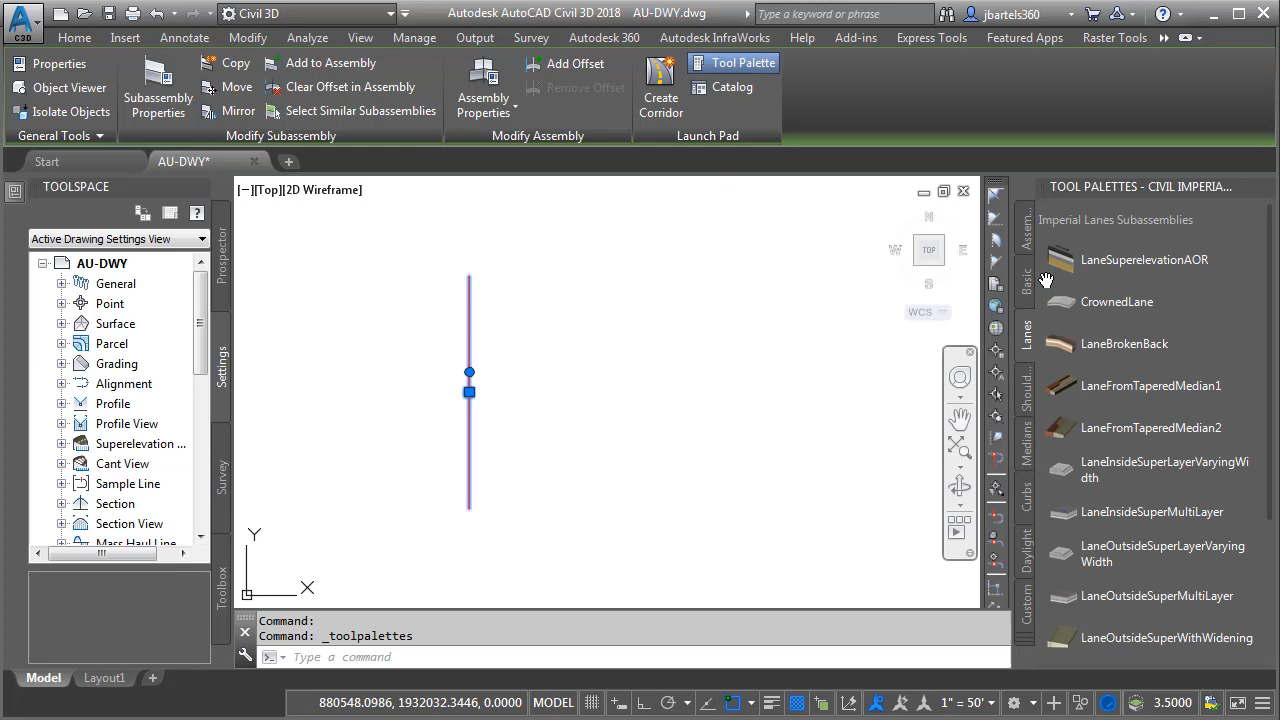 Civil 3D
Autodesk AutoCAD Civil 3D 2018 AU-DWY.dwg
Type a keyword or phrase
jbartels360
C3D
Home Insert Annotate Modify Analyze View Manage Output Survey Autodesk 360 Autodesk InfraWorks Help Add-ins Express Tools Featured Apps Raster Tools
Properties
Object Viewer
Isolate Objects
General Tools
Subassembly
Properties
Copy
Move
Mirror
Add to Assembly
Clear Offset in Assembly
Select Similar Subassemblies
Modify Subassembly
Assembly
Properties
Add Offset
Remove Offset
Modify Assembly
Create
Corridor
Tool Palette
Catalog
Launch Pad
Start
AU-DWY*
TOOLSPACE
Active Drawing Settings View
AU-DWY
General
Point
Surface
Parcel
Grading
Alignment
Profile
Profile View
Superelevation ...
Cant View
Sample Line
Section
Section View
Mass Haul Line
Prospector
Settings
Survey
Toolbox
[−][Top][2D Wireframe]
N
W
TOP
E
S
WCS
Y
X
TOOL PALETTES - CIVIL IMPERIA...
Assem...
Basic
Lanes
Should...
Medians
Curbs
Daylight
Custom
Imperial Lanes Subassemblies
LaneSuperelevationAOR
CrownedLane
LaneBrokenBack
LaneFromTaperedMedian1
LaneFromTaperedMedian2
LaneInsideSuperLayerVaryingWi
dth
LaneInsideSuperMultiLayer
LaneOutsideSuperLayerVarying
Width
LaneOutsideSuperMultiLayer
LaneOutsideSuperWithWidening
Command:
Command: _toolpalettes
Type a command
Model
Layout1
880548.0986, 1932032.3446, 0.0000
MODEL
1" = 50'
3.5000